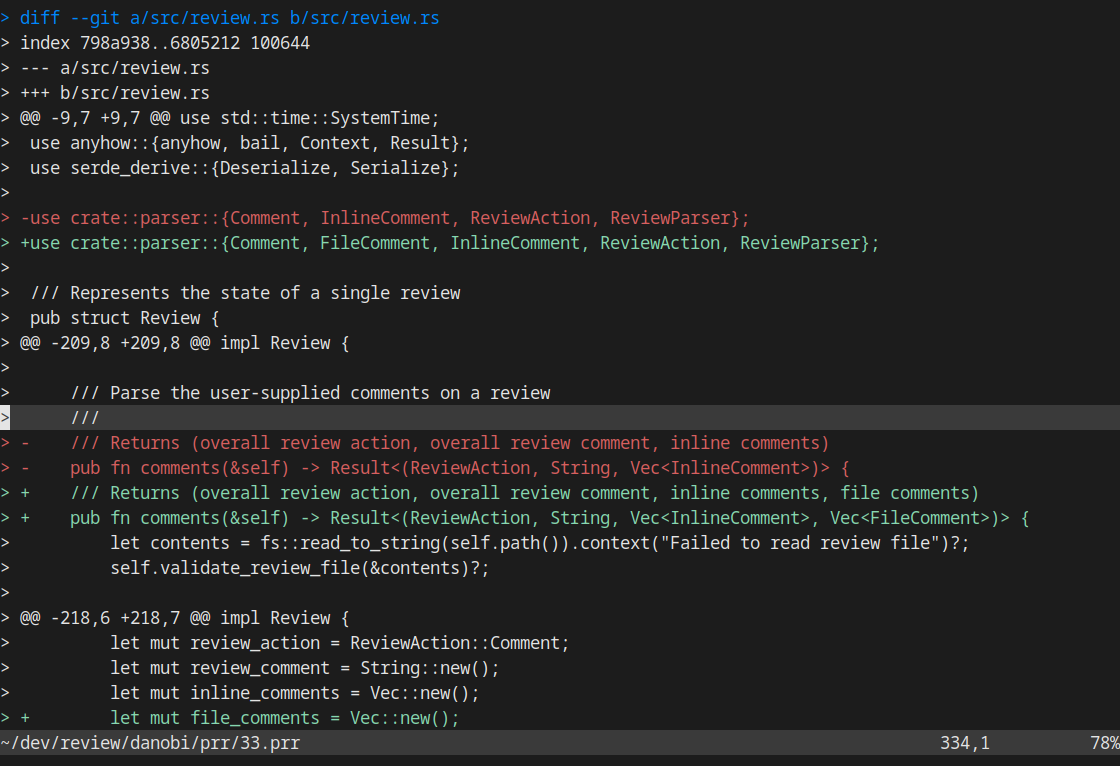 > diff --git a/src/review.rs b/src/review.rs
> index 798a938..6805212 100644
> --- a/src/review.rs
> +++ b/src/review.rs
> @@ -9,7 +9,7 @@ use std::time::SystemTime;
>  use anyhow::{anyhow, bail, Context, Result};
>  use serde_derive::{Deserialize, Serialize};
>
> -use crate::parser::{Comment, InlineComment, ReviewAction, ReviewParser};
> +use crate::parser::{Comment, FileComment, InlineComment, ReviewAction, ReviewParser};
>
>  /// Represents the state of a single review
>  pub struct Review {
> @@ -209,8 +209,8 @@ impl Review {
>
>      /// Parse the user-supplied comments on a review
>      ///
> -    /// Returns (overall review action, overall review comment, inline comments)
> -    pub fn comments(&self) -> Result<(ReviewAction, String, Vec<InlineComment>)> {
> +    /// Returns (overall review action, overall review comment, inline comments, file comments)
> +    pub fn comments(&self) -> Result<(ReviewAction, String, Vec<InlineComment>, Vec<FileComment>)> {
>          let contents = fs::read_to_string(self.path()).context("Failed to read review file")?;
>          self.validate_review_file(&contents)?;
>
> @@ -218,6 +218,7 @@ impl Review {
>          let mut review_action = ReviewAction::Comment;
>          let mut review_comment = String::new();
>          let mut inline_comments = Vec::new();
> +        let mut file_comments = Vec::new();
~/dev/review/danobi/prr/33.prr 334,1 78%